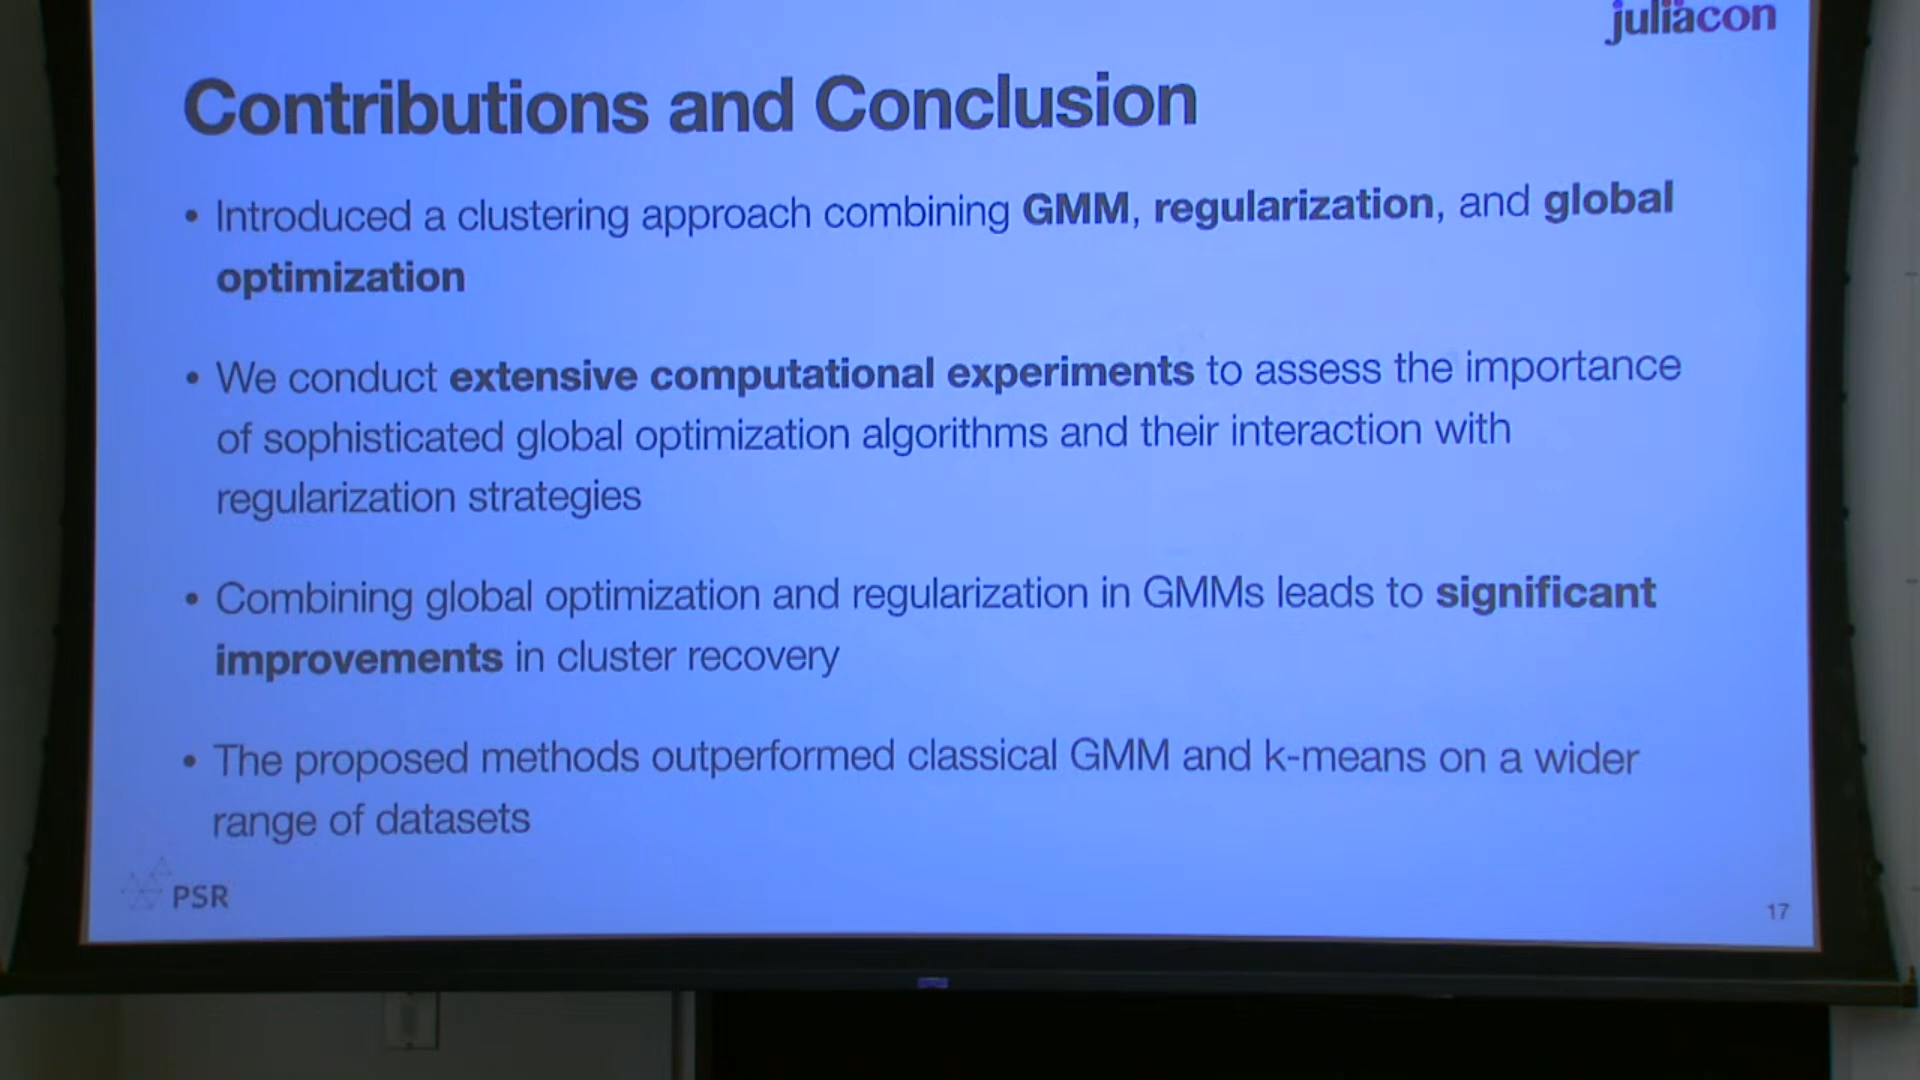 juliacon
Contributions and Conclusion
• Introduced a clustering approach combining GMM, regularization, and global
optimization
• We conduct extensive computational experiments to assess the importance
of sophisticated global optimization algorithms and their interaction with
regularization strategies
• Combining global optimization and regularization in GMMs leads to significant
improvements in cluster recovery
• The proposed methods outperformed classical GMM and k-means on a wider
range of datasets
PSR
17